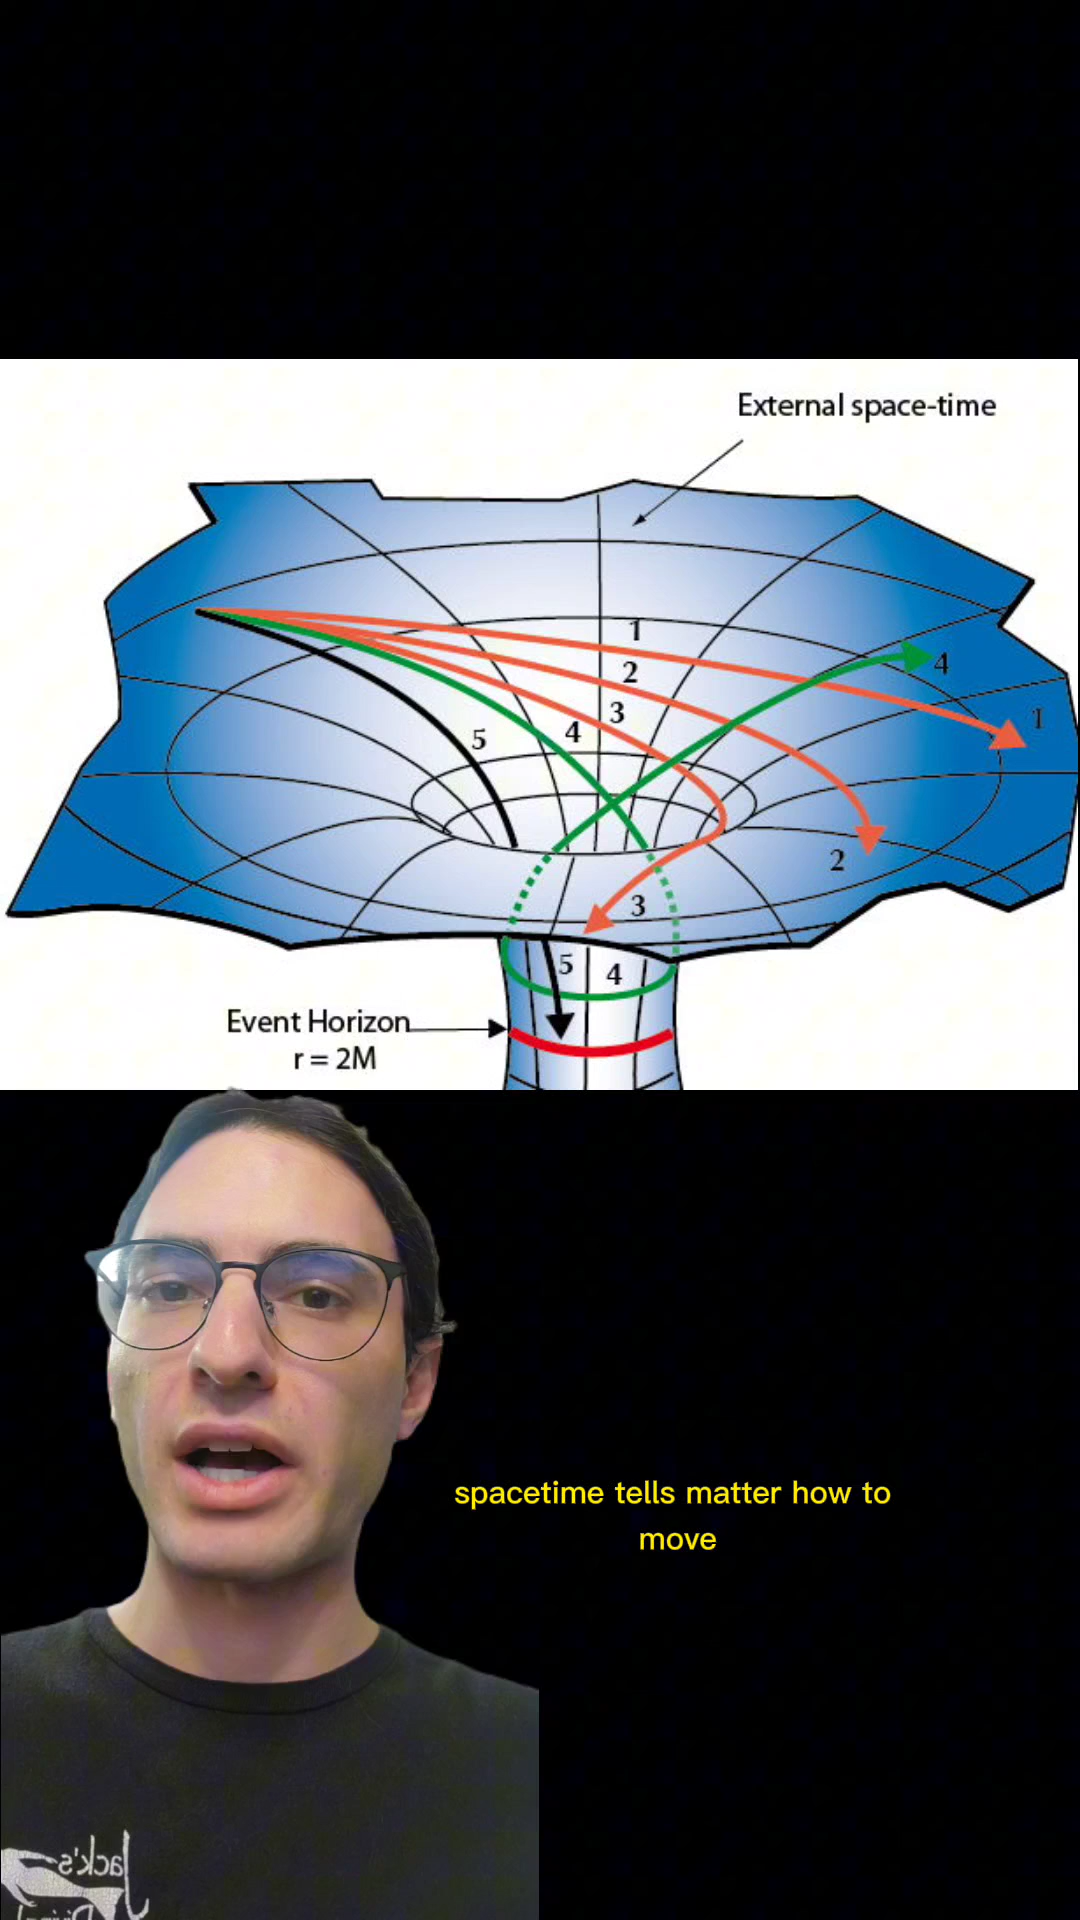 External space-time
1
2
3
4
4
5
1
2
3
5
4
Event Horizon
r = 2M
spacetime tells matter how to
move
Jack's